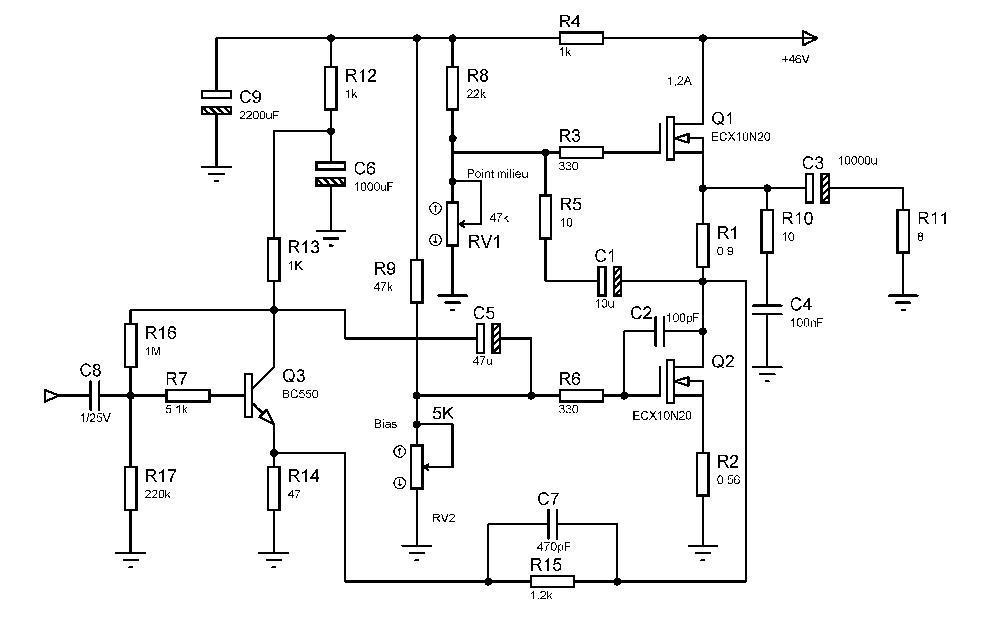 R4
1k
+46V
R12
1k
R8
22k
1,2A
C9
2200uF
Q1
ECX10N20
R3
330
C3
10000u
C6
1000uF
Point milieu
R5
10
47k
RV1
R10
10
R11
8
R1
0.9
R13
1K
R9
47k
C1
10u
C4
100nF
C2
100pF
C5
47u
R16
1M
Q2
ECX10N20
C8
1/25V
R7
5.1k
Q3
BC550
R6
330
5K
Bias
R17
220k
R14
47
R2
0.56
RV2
C7
470pF
R15
1.2k